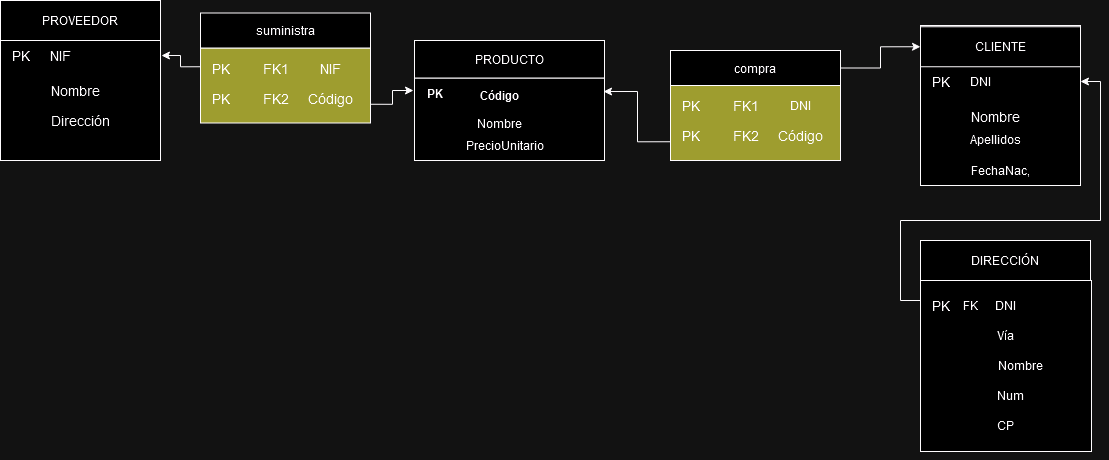 PROVEEDOR
PK NIF
Nombre
Dirección
suministra
PK FK1 NIF
PK FK2 Código
PRODUCTO
PK Código
Nombre
PrecioUnitario
compra
PK FK1 DNI
PK FK2 Código
CLIENTE
PK DNI
Nombre
Apellidos
FechaNac,
DIRECCIÓN
PK FK DNI
Vía
Nombre
Num
CP